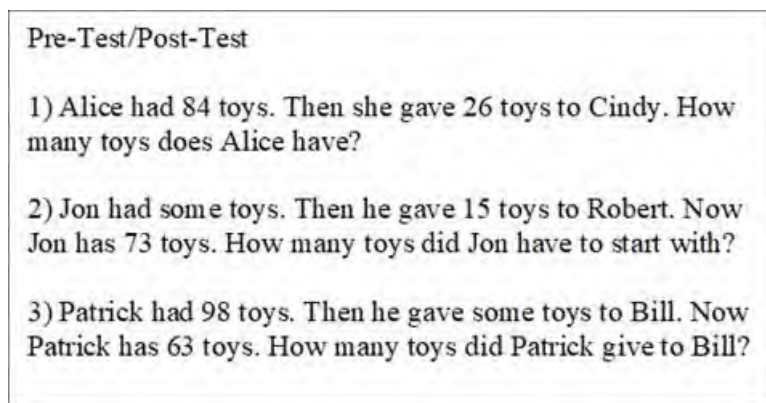 Pre-Test/Post-Test
1) Alice had 84 toys. Then she gave 26 toys to Cindy. How
many toys does Alice have?
2) Jon had some toys. Then he gave 15 toys to Robert. Now
Jon has 73 toys. How many toys did Jon have to start with?
3) Patrick had 98 toys. Then he gave some toys to Bill. Now
Patrick has 63 toys. How many toys did Patrick give to Bill?